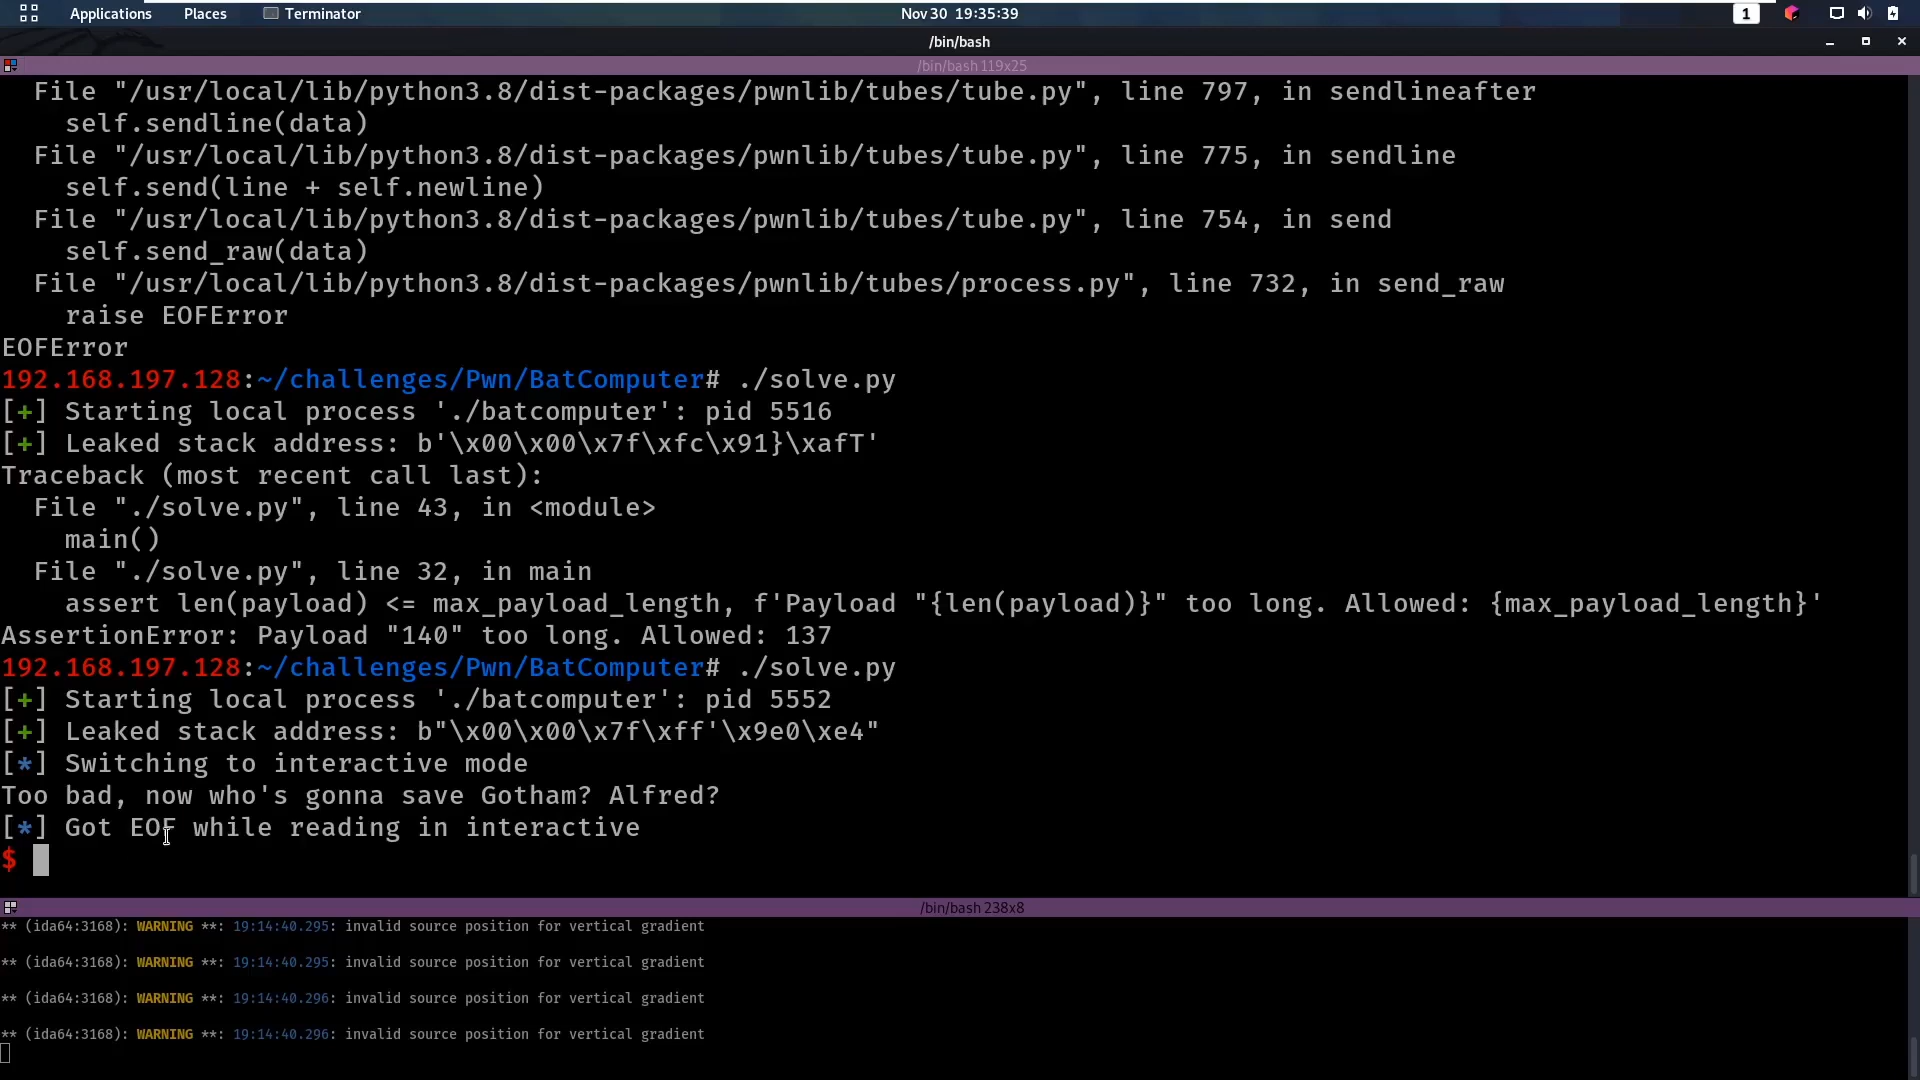 Applications Places Terminator Nov 30 19:35:39 1
/bin/bash
/bin/bash 119x25
File "/usr/local/lib/python3.8/dist-packages/pwnlib/tubes/tube.py", line 797, in sendlineafter
self.sendline(data)
File "/usr/local/lib/python3.8/dist-packages/pwnlib/tubes/tube.py", line 775, in sendline
self.send(line + self.newline)
File "/usr/local/lib/python3.8/dist-packages/pwnlib/tubes/tube.py", line 754, in send
self.send_raw(data)
File "/usr/local/lib/python3.8/dist-packages/pwnlib/tubes/process.py", line 732, in send_raw
raise EOFError
EOFError
192.168.197.128:~/challenges/Pwn/BatComputer# ./solve.py
[+] Starting local process './batcomputer': pid 5516
[+] Leaked stack address: b'\x00\x00\x7f\xfc\x91}\xafT'
Traceback (most recent call last):
File "./solve.py", line 43, in <module>
main()
File "./solve.py", line 32, in main
assert len(payload) <= max_payload_length, f'Payload "{len(payload)}" too long. Allowed: {max_payload_length}'
AssertionError: Payload "140" too long. Allowed: 137
192.168.197.128:~/challenges/Pwn/BatComputer# ./solve.py
[+] Starting local process './batcomputer': pid 5552
[+] Leaked stack address: b"\x00\x00\x7f\xff'\x9e0\xe4"
[*] Switching to interactive mode
Too bad, now who's gonna save Gotham? Alfred?
[*] Got EOF while reading in interactive
$
/bin/bash 238x8
** (ida64:3168): WARNING **: 19:14:40.295: invalid source position for vertical gradient
** (ida64:3168): WARNING **: 19:14:40.295: invalid source position for vertical gradient
** (ida64:3168): WARNING **: 19:14:40.296: invalid source position for vertical gradient
** (ida64:3168): WARNING **: 19:14:40.296: invalid source position for vertical gradient